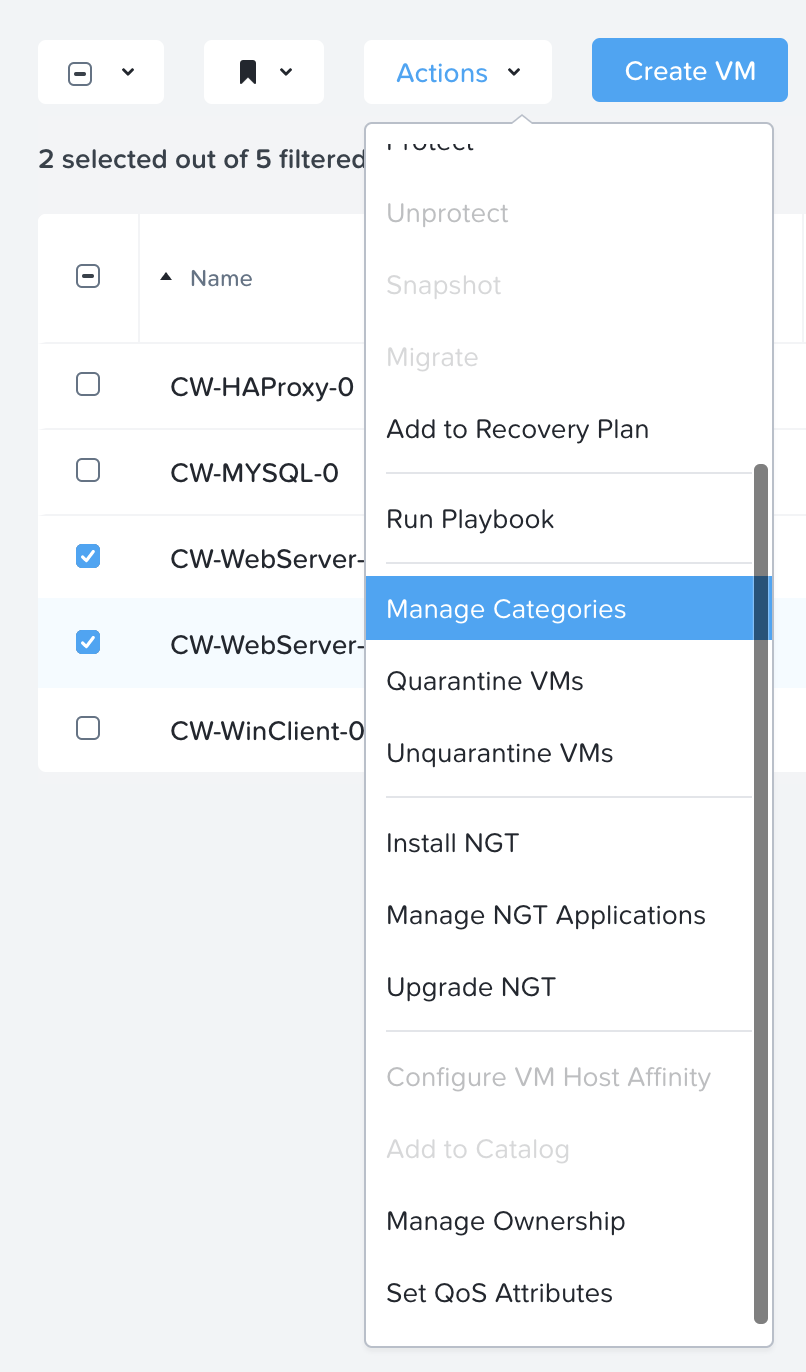 Actions
Create VM
2 selected out of 5 filtered
Protect
Unprotect
Name
Snapshot
Migrate
CW-HAProxy-0
Add to Recovery Plan
CW-MYSQL-0
Run Playbook
CW-WebServer-
Manage Categories
CW-WebServer-
Quarantine VMs
CW-WinClient-0
Unquarantine VMs
Install NGT
Manage NGT Applications
Upgrade NGT
Configure VM Host Affinity
Add to Catalog
Manage Ownership
Set QoS Attributes